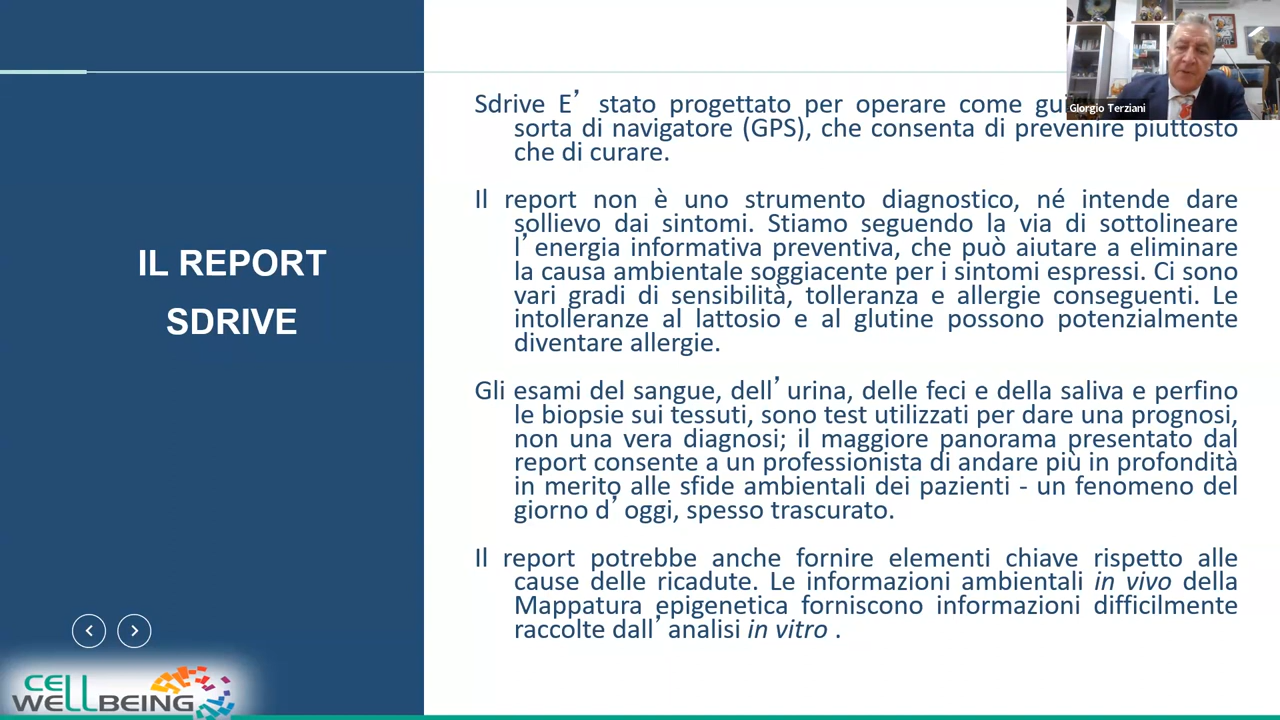 Giorgio Terziani
IL REPORT
SDRIVE
Sdrive E’ stato progettato per operare come
sorta di navigatore (GPS), che consenta di prevenire piuttosto
che di curare.
Il report non è uno strumento diagnostico, né intende dare
sollievo dai sintomi. Stiamo seguendo la via di sottolineare
l’energia informativa preventiva, che può aiutare a eliminare
la causa ambientale soggiacente per i sintomi espressi. Ci sono
vari gradi di sensibilità, tolleranza e allergie conseguenti. Le
intolleranze al lattosio e al glutine possono potenzialmente
diventare allergie.
Gli esami del sangue, dell’urina, delle feci e della saliva e perfino
le biopsie sui tessuti, sono test utilizzati per dare una prognosi,
non una vera diagnosi; il maggiore panorama presentato dal
report consente a un professionista di andare più in profondità
in merito alle sfide ambientali dei pazienti - un fenomeno del
giorno d’oggi, spesso trascurato.
Il report potrebbe anche fornire elementi chiave rispetto alle
cause delle ricadute. Le informazioni ambientali in vivo della
Mappatura epigenetica forniscono informazioni difficilmente
raccolte dall’analisi in vitro .
CELL
WELLBEING